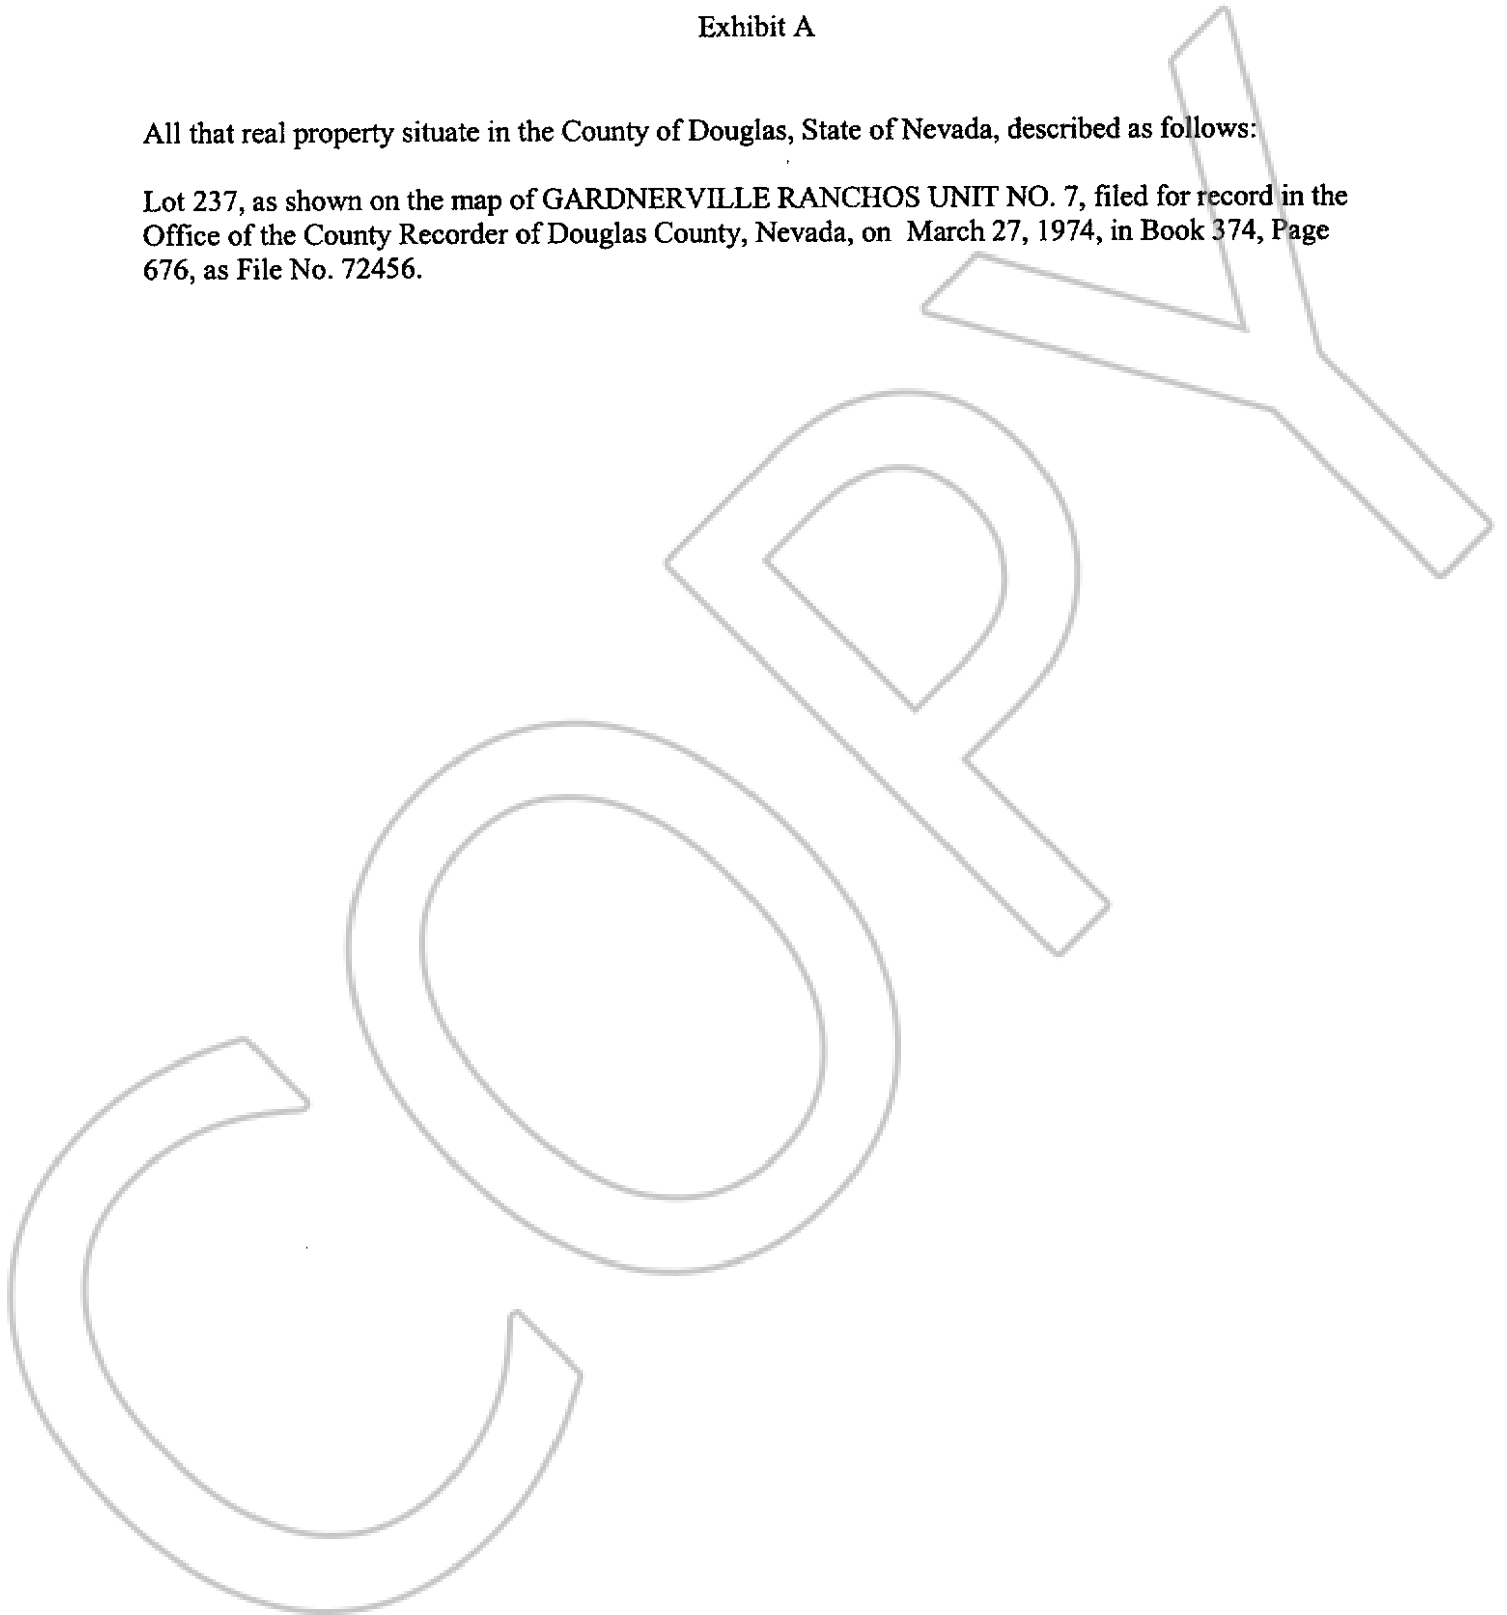 Exhibit A
All that real property situate in the County of Douglas, State of Nevada, described as follows:
Lot 237, as shown on the map of GARDNERVILLE RANCHOS UNIT NO. 7, filed for record in the
Office of the County Recorder of Douglas County, Nevada, on March 27, 1974, in Book 374, Page
676, as File No. 72456.
COPY